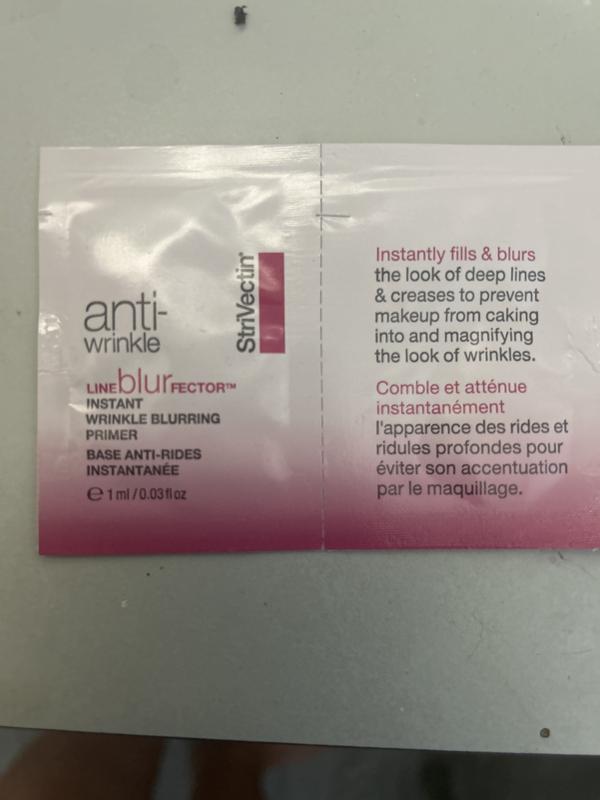 anti-
wrinkle
StriVectin®
LINE blurFECTOR™
INSTANT
WRINKLE BLURRING
PRIMER
BASE ANTI-RIDES
INSTANTANÉE
℮ 1 ml / 0.03 fl oz
Instantly fills & blurs
the look of deep lines
& creases to prevent
makeup from caking
into and magnifying
the look of wrinkles.
Comble et atténue
instantanément
l'apparence des rides et
ridules profondes pour
éviter son accentuation
par le maquillage.